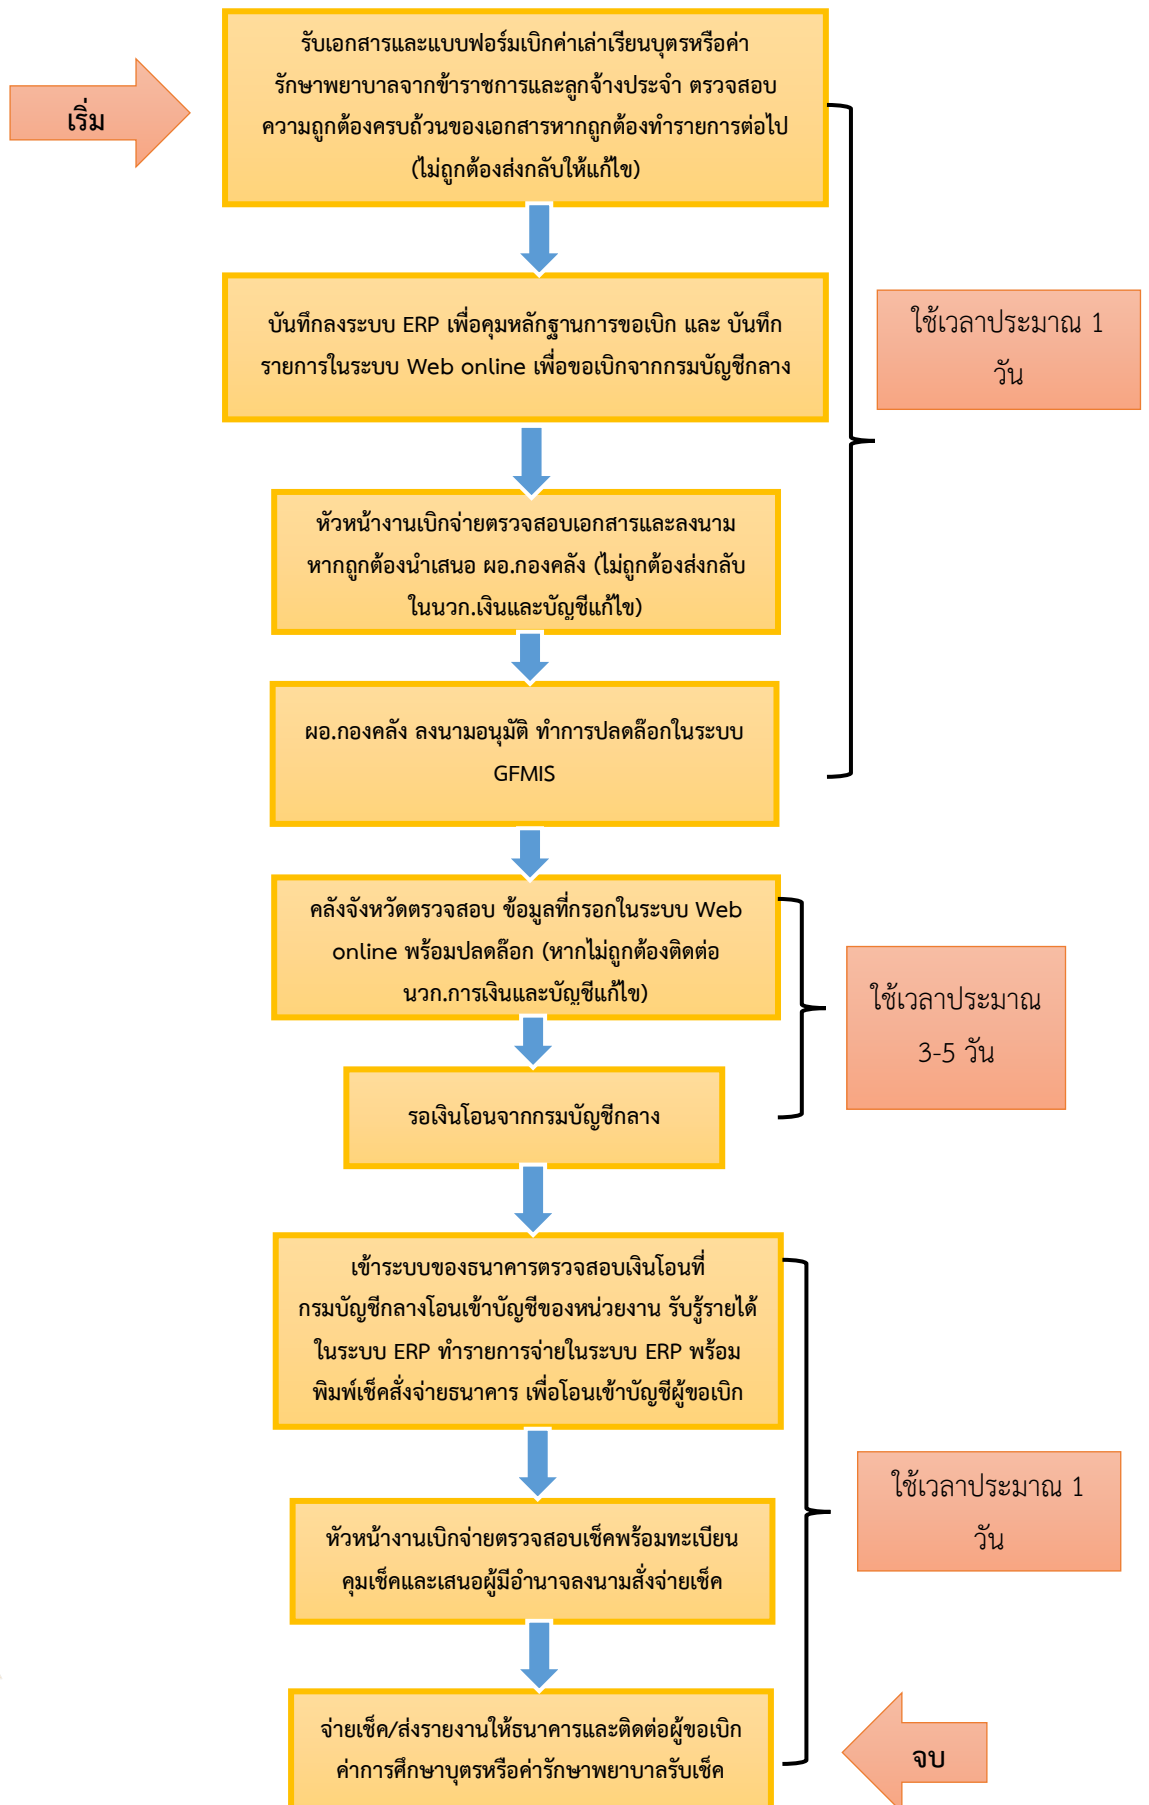 เริ่ม
รับเอกสารและแบบฟอร์มเบิกค่าเล่าเรียนบุตรหรือค่า
รักษาพยาบาลจากข้าราชการและลูกจ้างประจำ ตรวจสอบ
ความถูกต้องครบถ้วนของเอกสารหากถูกต้องทำรายการต่อไป
(ไม่ถูกต้องส่งกลับให้แก้ไข)
บันทึกลงระบบ ERP เพื่อคุมหลักฐานการขอเบิก และ บันทึก
รายการในระบบ Web online เพื่อขอเบิกจากกรมบัญชีกลาง
ใช้เวลาประมาณ 1
วัน
หัวหน้างานเบิกจ่ายตรวจสอบเอกสารและลงนาม
หากถูกต้องนำเสนอ ผอ.กองคลัง (ไม่ถูกต้องส่งกลับ
ในนวก.เงินและบัญชีแก้ไข)
ผอ.กองคลัง ลงนามอนุมัติ ทำการปลดล๊อกในระบบ
GFMIS
คลังจังหวัดตรวจสอบ ข้อมูลที่กรอกในระบบ Web
online พร้อมปลดล๊อก (หากไม่ถูกต้องติดต่อ
นวก.การเงินและบัญชีแก้ไข)
ใช้เวลาประมาณ
3-5 วัน
รอเงินโอนจากกรมบัญชีกลาง
เข้าระบบของธนาคารตรวจสอบเงินโอนที่
กรมบัญชีกลางโอนเข้าบัญชีของหน่วยงาน รับรู้รายได้
ในระบบ ERP ทำรายการจ่ายในระบบ ERP พร้อม
พิมพ์เช็คสั่งจ่ายธนาคาร เพื่อโอนเข้าบัญชีผู้ขอเบิก
ใช้เวลาประมาณ 1
วัน
หัวหน้างานเบิกจ่ายตรวจสอบเช็คพร้อมทะเบียน
คุมเช็คและเสนอผู้มีอำนาจลงนามสั่งจ่ายเช็ค
จ่ายเช็ค/ส่งรายงานให้ธนาคารและติดต่อผู้ขอเบิก
ค่าการศึกษาบุตรหรือค่ารักษาพยาบาลรับเช็ค
จบ